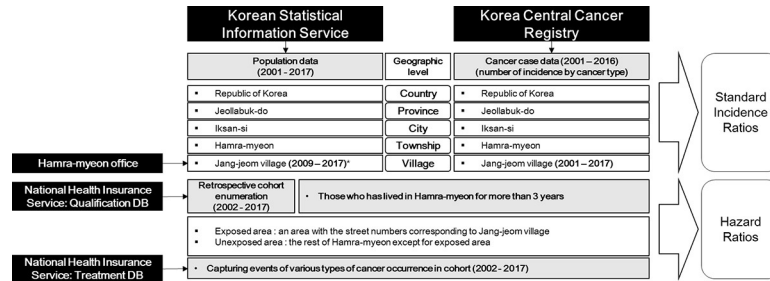 Korean Statistical
Information Service
Korea Central Cancer
Registry
Population data
(2001 - 2017)
Geographic
level
Cancer case data (2001 – 2016)
(number of incidence by cancer type)
▪ Republic of Korea
Country
▪ Republic of Korea
▪ Jeollabuk-do
Province
▪ Jeollabuk-do
▪ Iksan-si
City
▪ Iksan-si
▪ Hamra-myeon
Township
▪ Hamra-myeon
Hamra-myeon office
▪ Jang-jeom village (2009 – 2017)*
Village
▪ Jang-jeom village (2001 – 2017)
Standard
Incidence
Ratios
National Health Insurance
Service: Qualification DB
Retrospective cohort
enumeration
(2002 - 2017)
• Those who has lived in Hamra-myeon for more than 3 years
▪ Exposed area : an area with the street numbers corresponding to Jang-jeom village
▪ Unexposed area : the rest of Hamra-myeon except for exposed area
Hazard
Ratios
National Health Insurance
Service: Treatment DB
• Capturing events of various types of cancer occurrence in cohort (2002 - 2017)